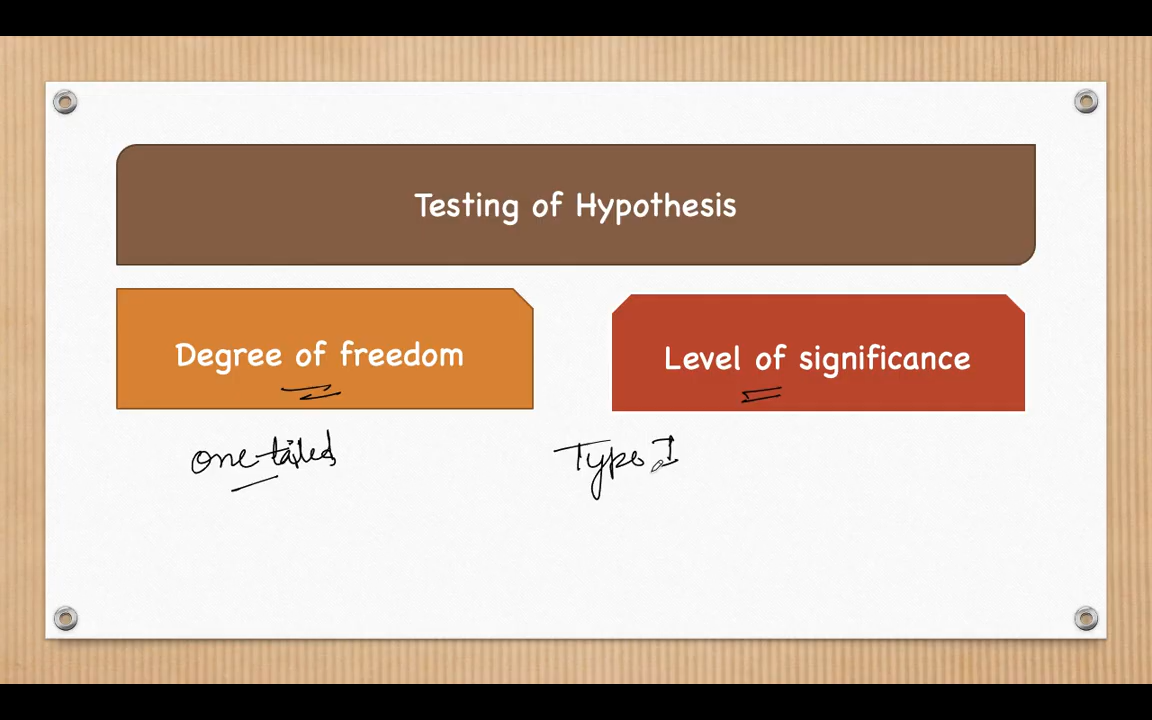 Testing of Hypothesis
Degree of freedom
Level of significance
one-tailed
Type I